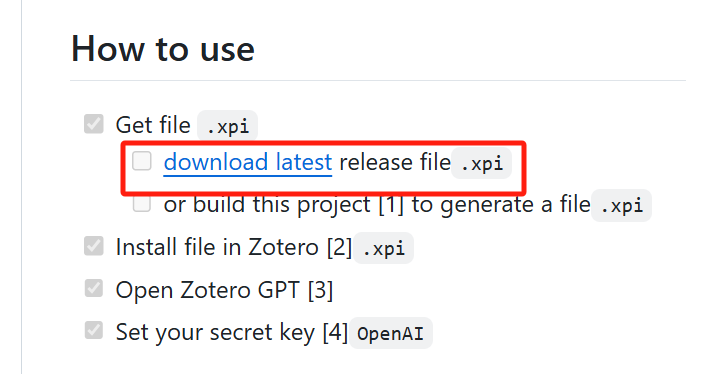 How to use
Get file .xpi
download latest release file .xpi
or build this project [1] to generate a file .xpi
Install file in Zotero [2] .xpi
Open Zotero GPT [3]
Set your secret key [4] OpenAI